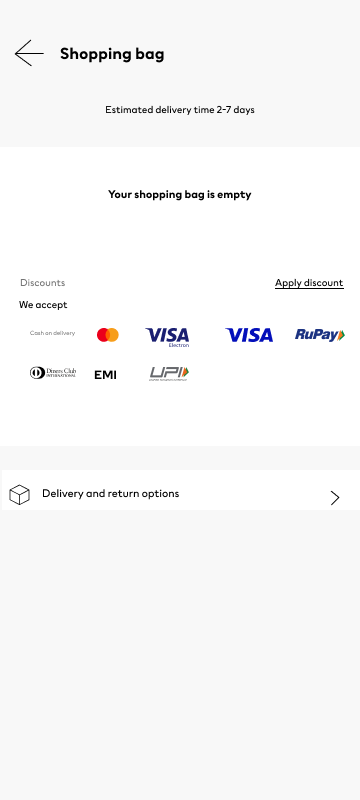 Shopping bag
Estimated delivery time 2-7 days
Your shopping bag is empty
Discounts
Apply discount
We accept
Cash on delivery
VISA
Electron
VISA
RuPay
Diners Club
INTERNATIONAL
EMI
UPI
Delivery and return options